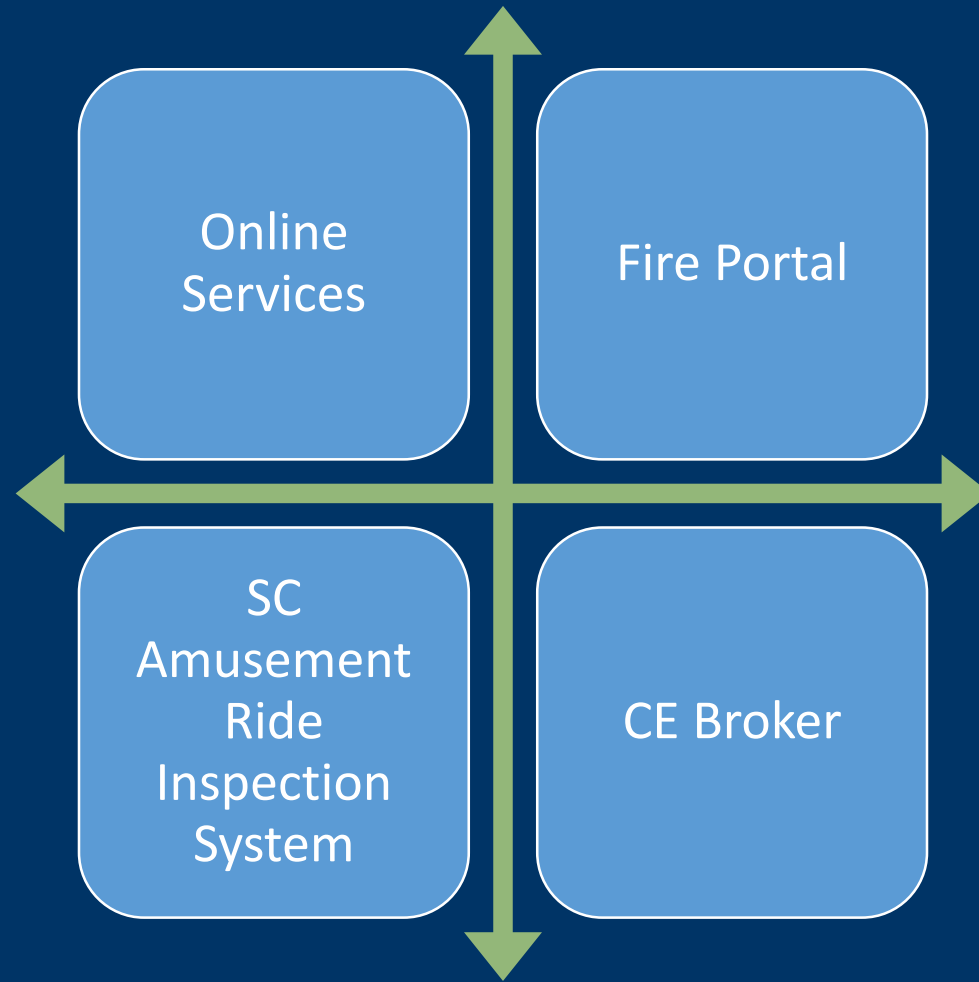 Online
Services
Fire Portal
SC
Amusement
Ride
Inspection
System
CE Broker